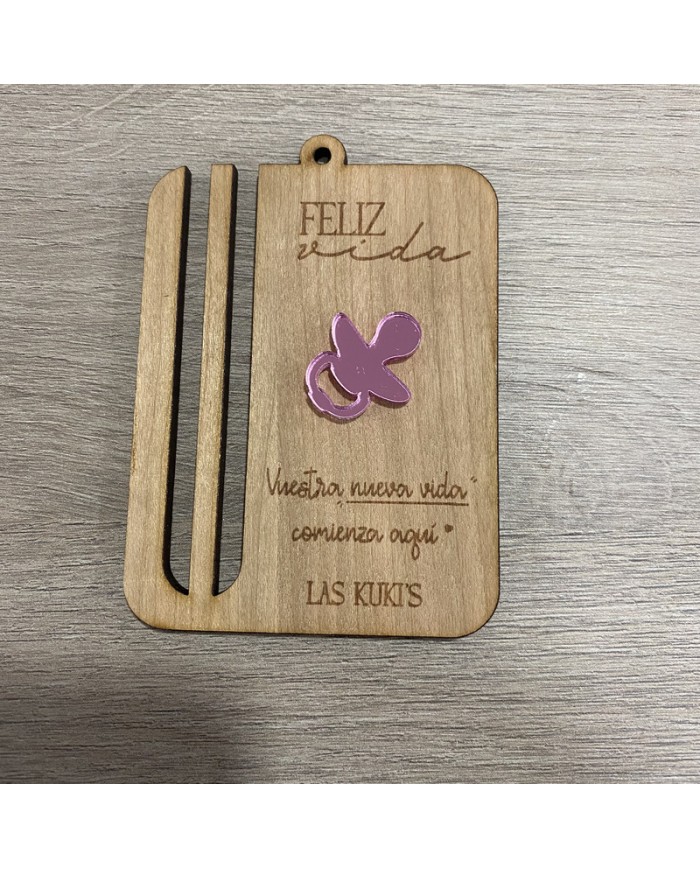 FELIZ
vida
Vuestra "nueva vida"
comienza aquí
LAS KUKI'S